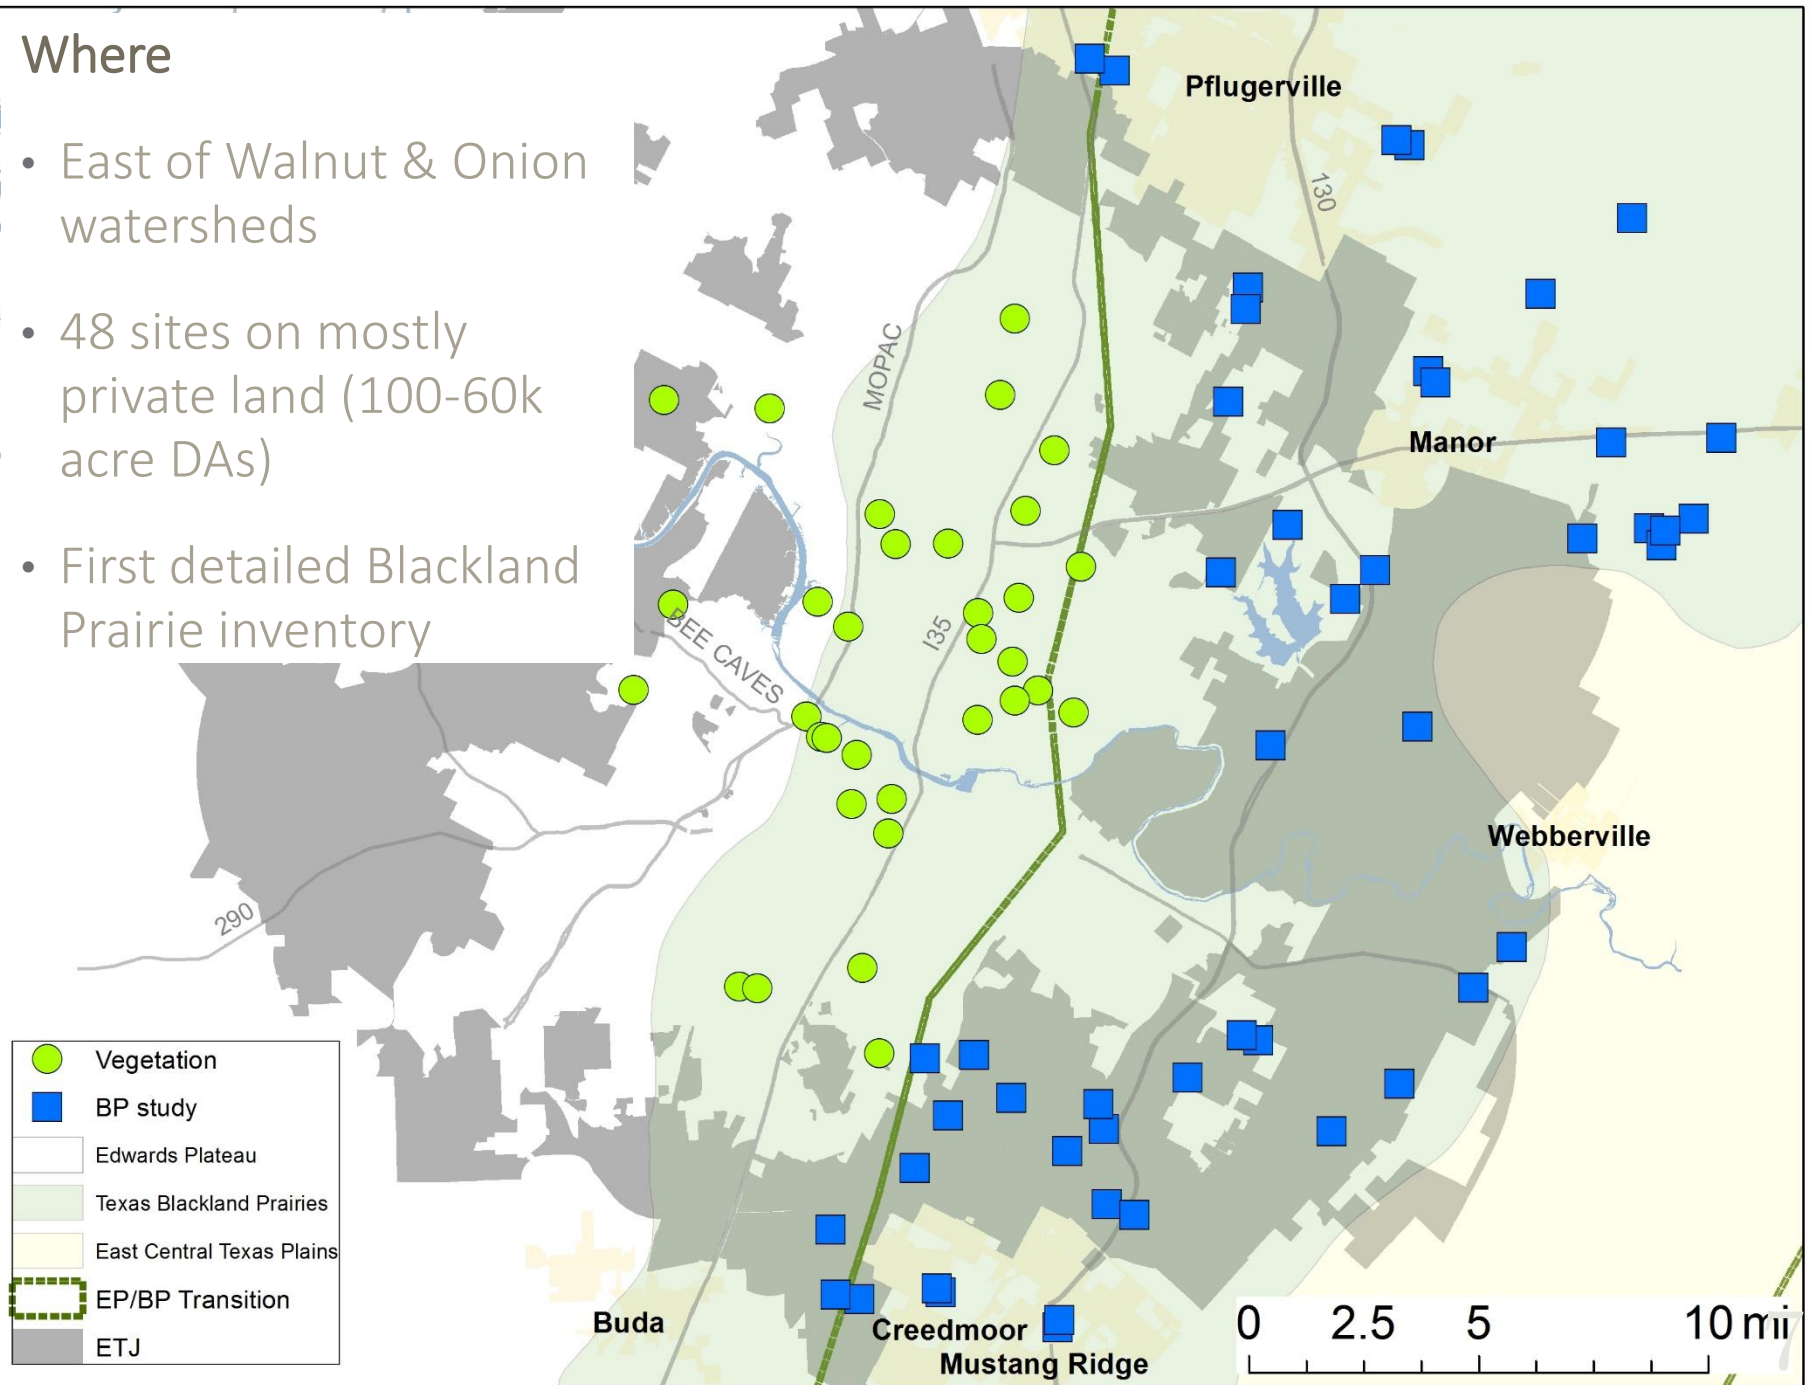 Where
• East of Walnut & Onion
watersheds
• 48 sites on mostly
private land (100-60k
acre DAs)
• First detailed Blackland
Prairie inventory
Pflugerville
130
MOPAC
Manor
I35
BEE CAVES
Webberville
290
Vegetation
BP study
Edwards Plateau
Texas Blackland Prairies
East Central Texas Plains
EP/BP Transition
ETJ
Buda
Creedmoor
Mustang Ridge
0 2.5 5 10 mi
7